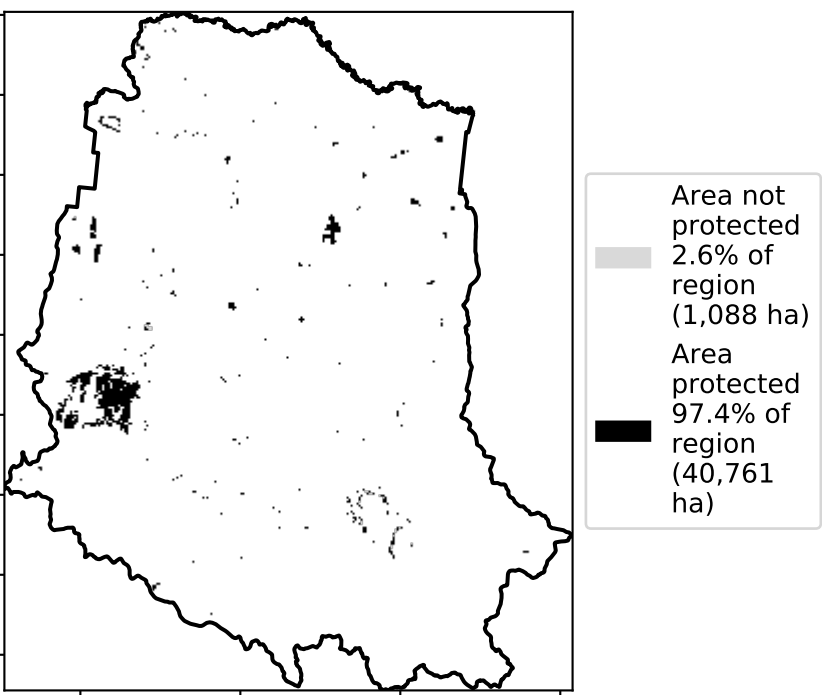 Area not
protected
2.6% of
region
(1,088 ha)
Area
protected
97.4% of
region
(40,761
ha)